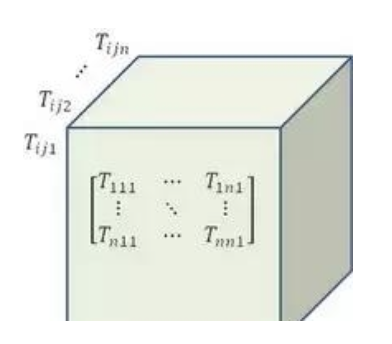 T_{ijn}
⋰
T_{ij2}
T_{ij1}
[T_{111} ⋯ T_{1n1}
⋮ ⋱ ⋮
T_{n11} ⋯ T_{nn1}]